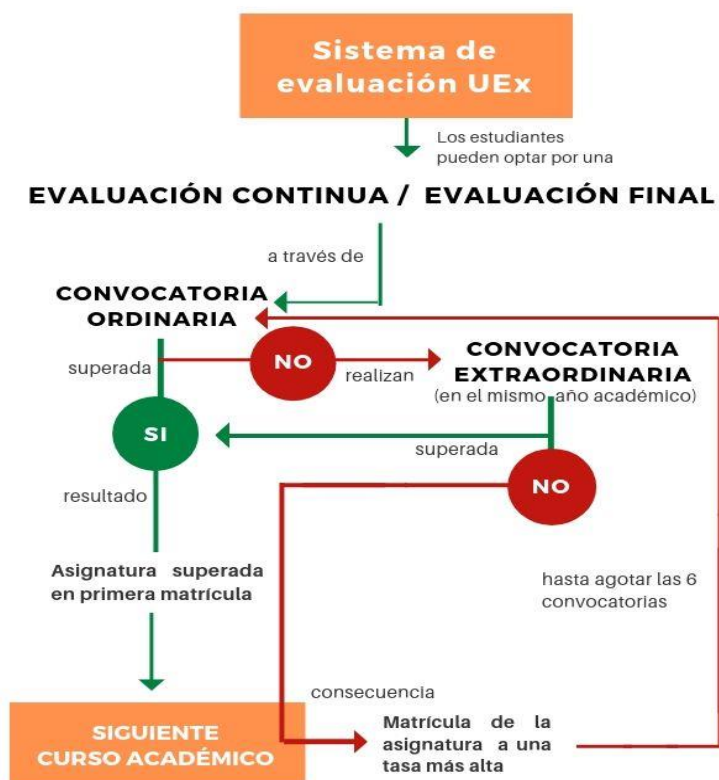 Sistema de
evaluación UEx
Los estudiantes
pueden optar por una
EVALUACIÓN CONTINUA / EVALUACIÓN FINAL
a través de
CONVOCATORIA
ORDINARIA
superada
NO
realizan
CONVOCATORIA
EXTRAORDINARIA
(en el mismo año académico)
SI
superada
NO
resultado
Asignatura superada
en primera matrícula
hasta agotar las 6
convocatorias
consecuencia
SIGUIENTE
CURSO ACADÉMICO
Matrícula de la
asignatura a una
tasa más alta